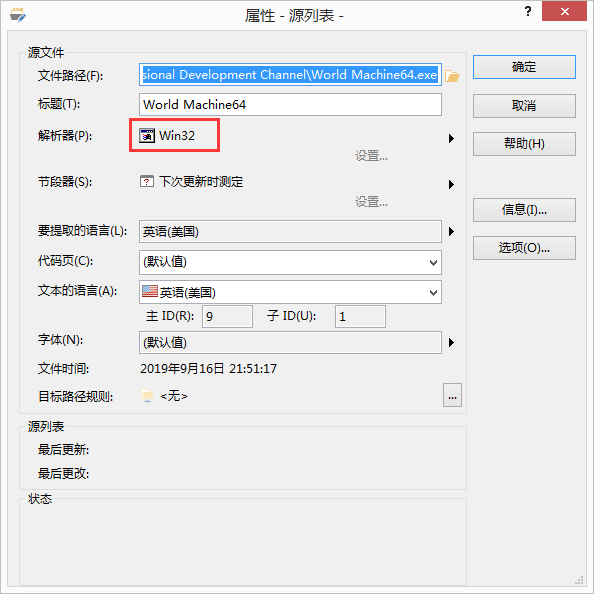 属性 - 源列表 -
源文件
文件路径(F): sional Development Channel\World Machine64.exe
确定
标题(T): World Machine64
取消
解析器(P): Win32
帮助(H)
设置...
节段器(S): 下次更新时测定
设置...
信息(I)...
要提取的语言(L): 英语(美国)
选项(O)...
代码页(C): (默认值)
文本的语言(A): 英语(美国)
主 ID(R): 9 子 ID(U): 1
字体(N): (默认值)
文件时间: 2019年9月16日 21:51:17
目标路径规则: <无> ...
源列表
最后更新:
最后更改:
状态